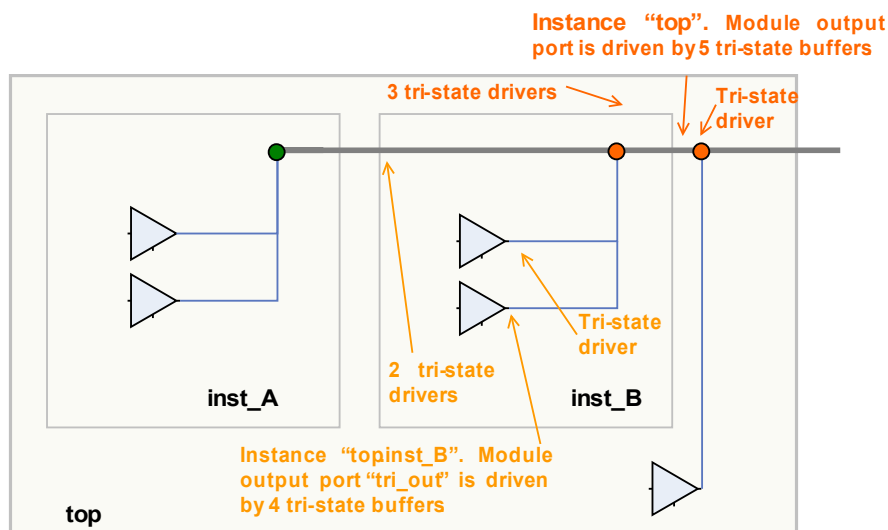 Instance “top”. Module output
port is driven by 5 tri-state buffers
3 tri-state drivers
Tri-state
driver
Tri-state
driver
2 tri-state
drivers
inst_A
inst_B
Instance “topinst_B”. Module
output port “tri_out” is driven
by 4 tri-state buffers
top